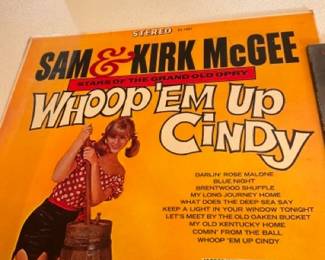 STEREO
SAM & KIRK McGEE
STARS OF THE GRAND OLD OPRY
WHOOP 'EM UP
CINDY
DARLIN' ROSE MALONE
BLUE NIGHT
BRENTWOOD SHUFFLE
MY LONG JOURNEY HOME
WHAT DOES THE DEEP SEA SAY
KEEP A LIGHT IN YOUR WINDOW TONIGHT
LET'S MEET BY THE OLD OAKEN BUCKET
MY OLD KENTUCKY HOME
COMIN' FROM THE BALL
WHOOP 'EM UP CINDY